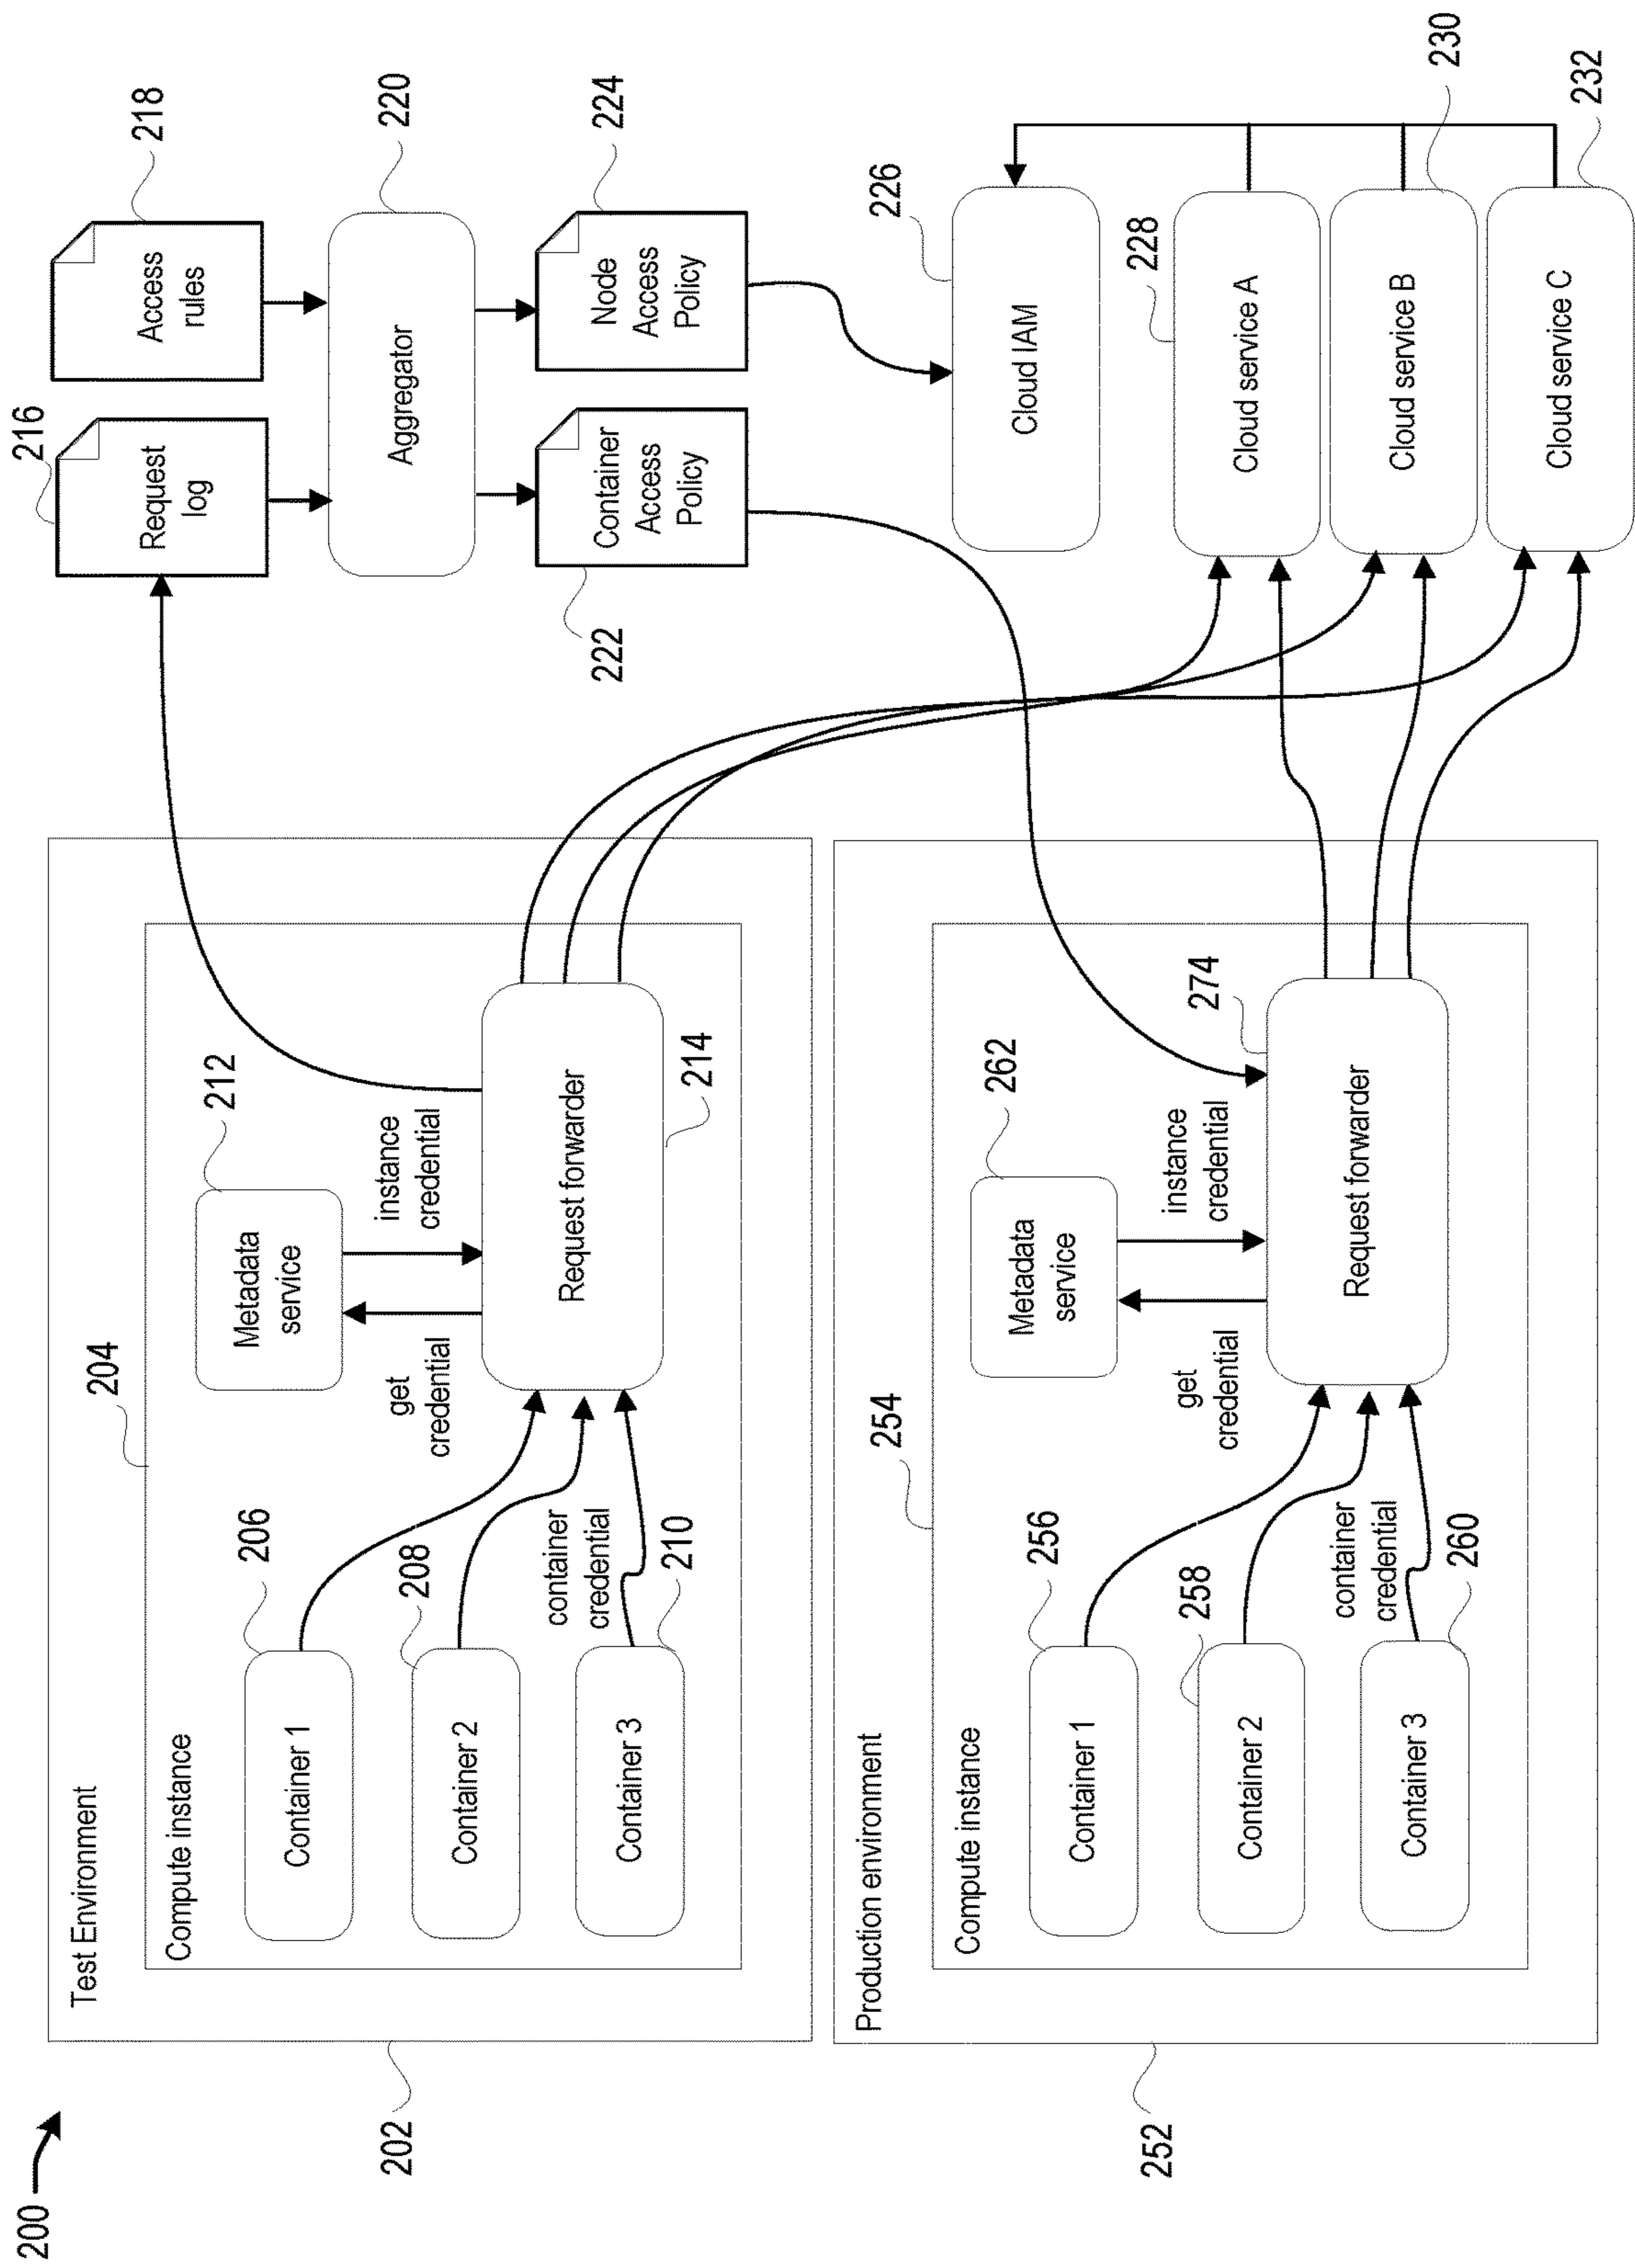 200
202
Test Environment
204
Compute instance
206
Container 1
208
Container 2
container
credential
210
Container 3
212
Metadata
service
get
credential
instance
credential
Request forwarder
214
216
Request
log
218
Access
rules
220
Aggregator
222
Container
Access
Policy
224
Node
Access
Policy
226
Cloud IAM
228
Cloud service A
230
Cloud service B
232
Cloud service C
252
Production environment
254
Compute instance
256
Container 1
258
Container 2
container
credential
260
Container 3
262
Metadata
service
get
credential
instance
credential
274
Request forwarder